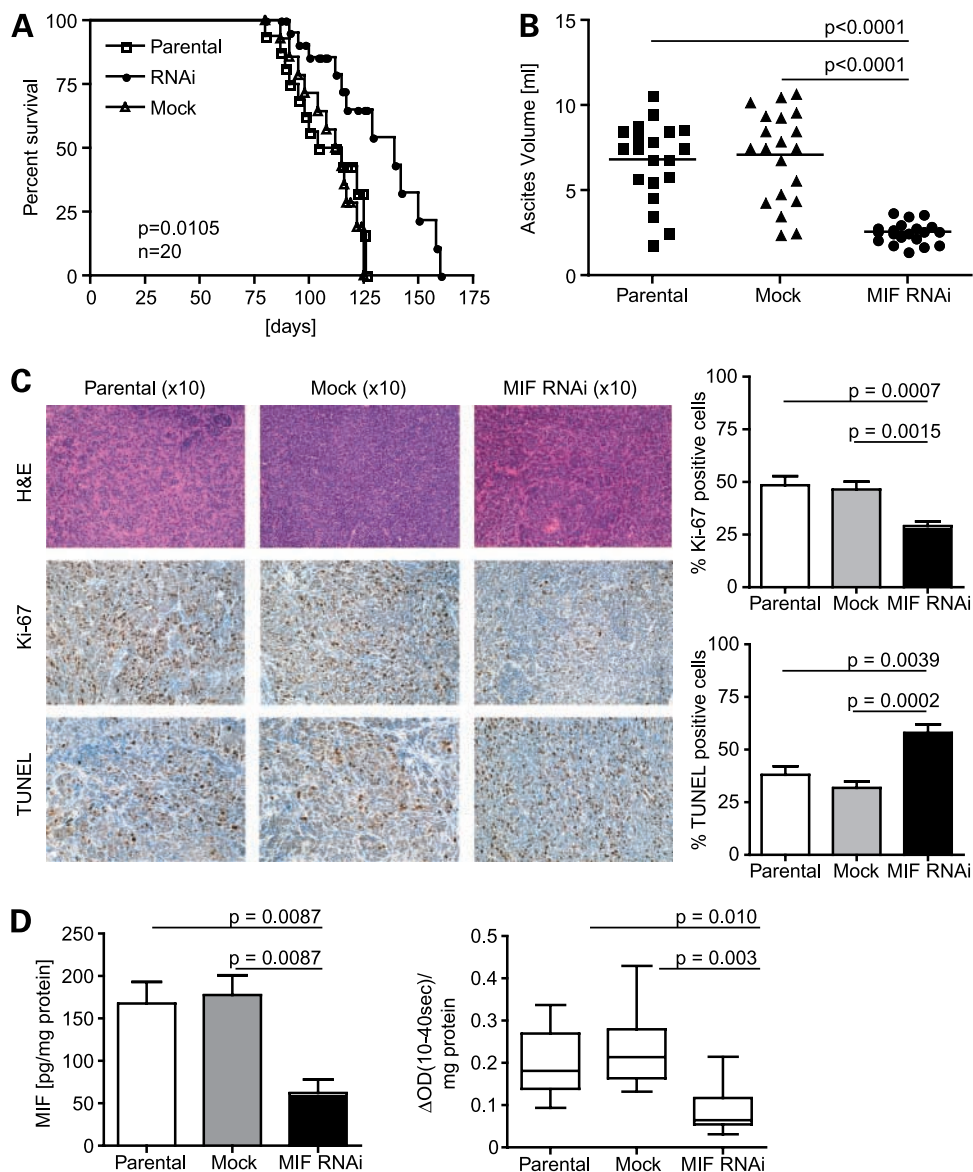 A
Percent survival
100
75
50
25
0
Parental
RNAi
Mock
p=0.0105
n=20
0 25 50 75 100 125 150 175
[days]
B
Ascites Volume [ml]
15
10
5
0
p<0.0001
p<0.0001
Parental Mock MIF RNAi
C
Parental (x10) Mock (x10) MIF RNAi (x10)
H&E
Ki-67
TUNEL
% Ki-67 positive cells
100
75
50
25
0
p = 0.0007
p = 0.0015
Parental Mock MIF RNAi
% TUNEL positive cells
100
75
50
25
0
p = 0.0039
p = 0.0002
Parental Mock MIF RNAi
D
MIF [pg/mg protein]
250
200
150
100
50
0
p = 0.0087
p = 0.0087
Parental Mock MIF RNAi
ΔOD(10-40sec)/
mg protein
0.5
0.4
0.3
0.2
0.1
0
p = 0.010
p = 0.003
Parental Mock MIF RNAi